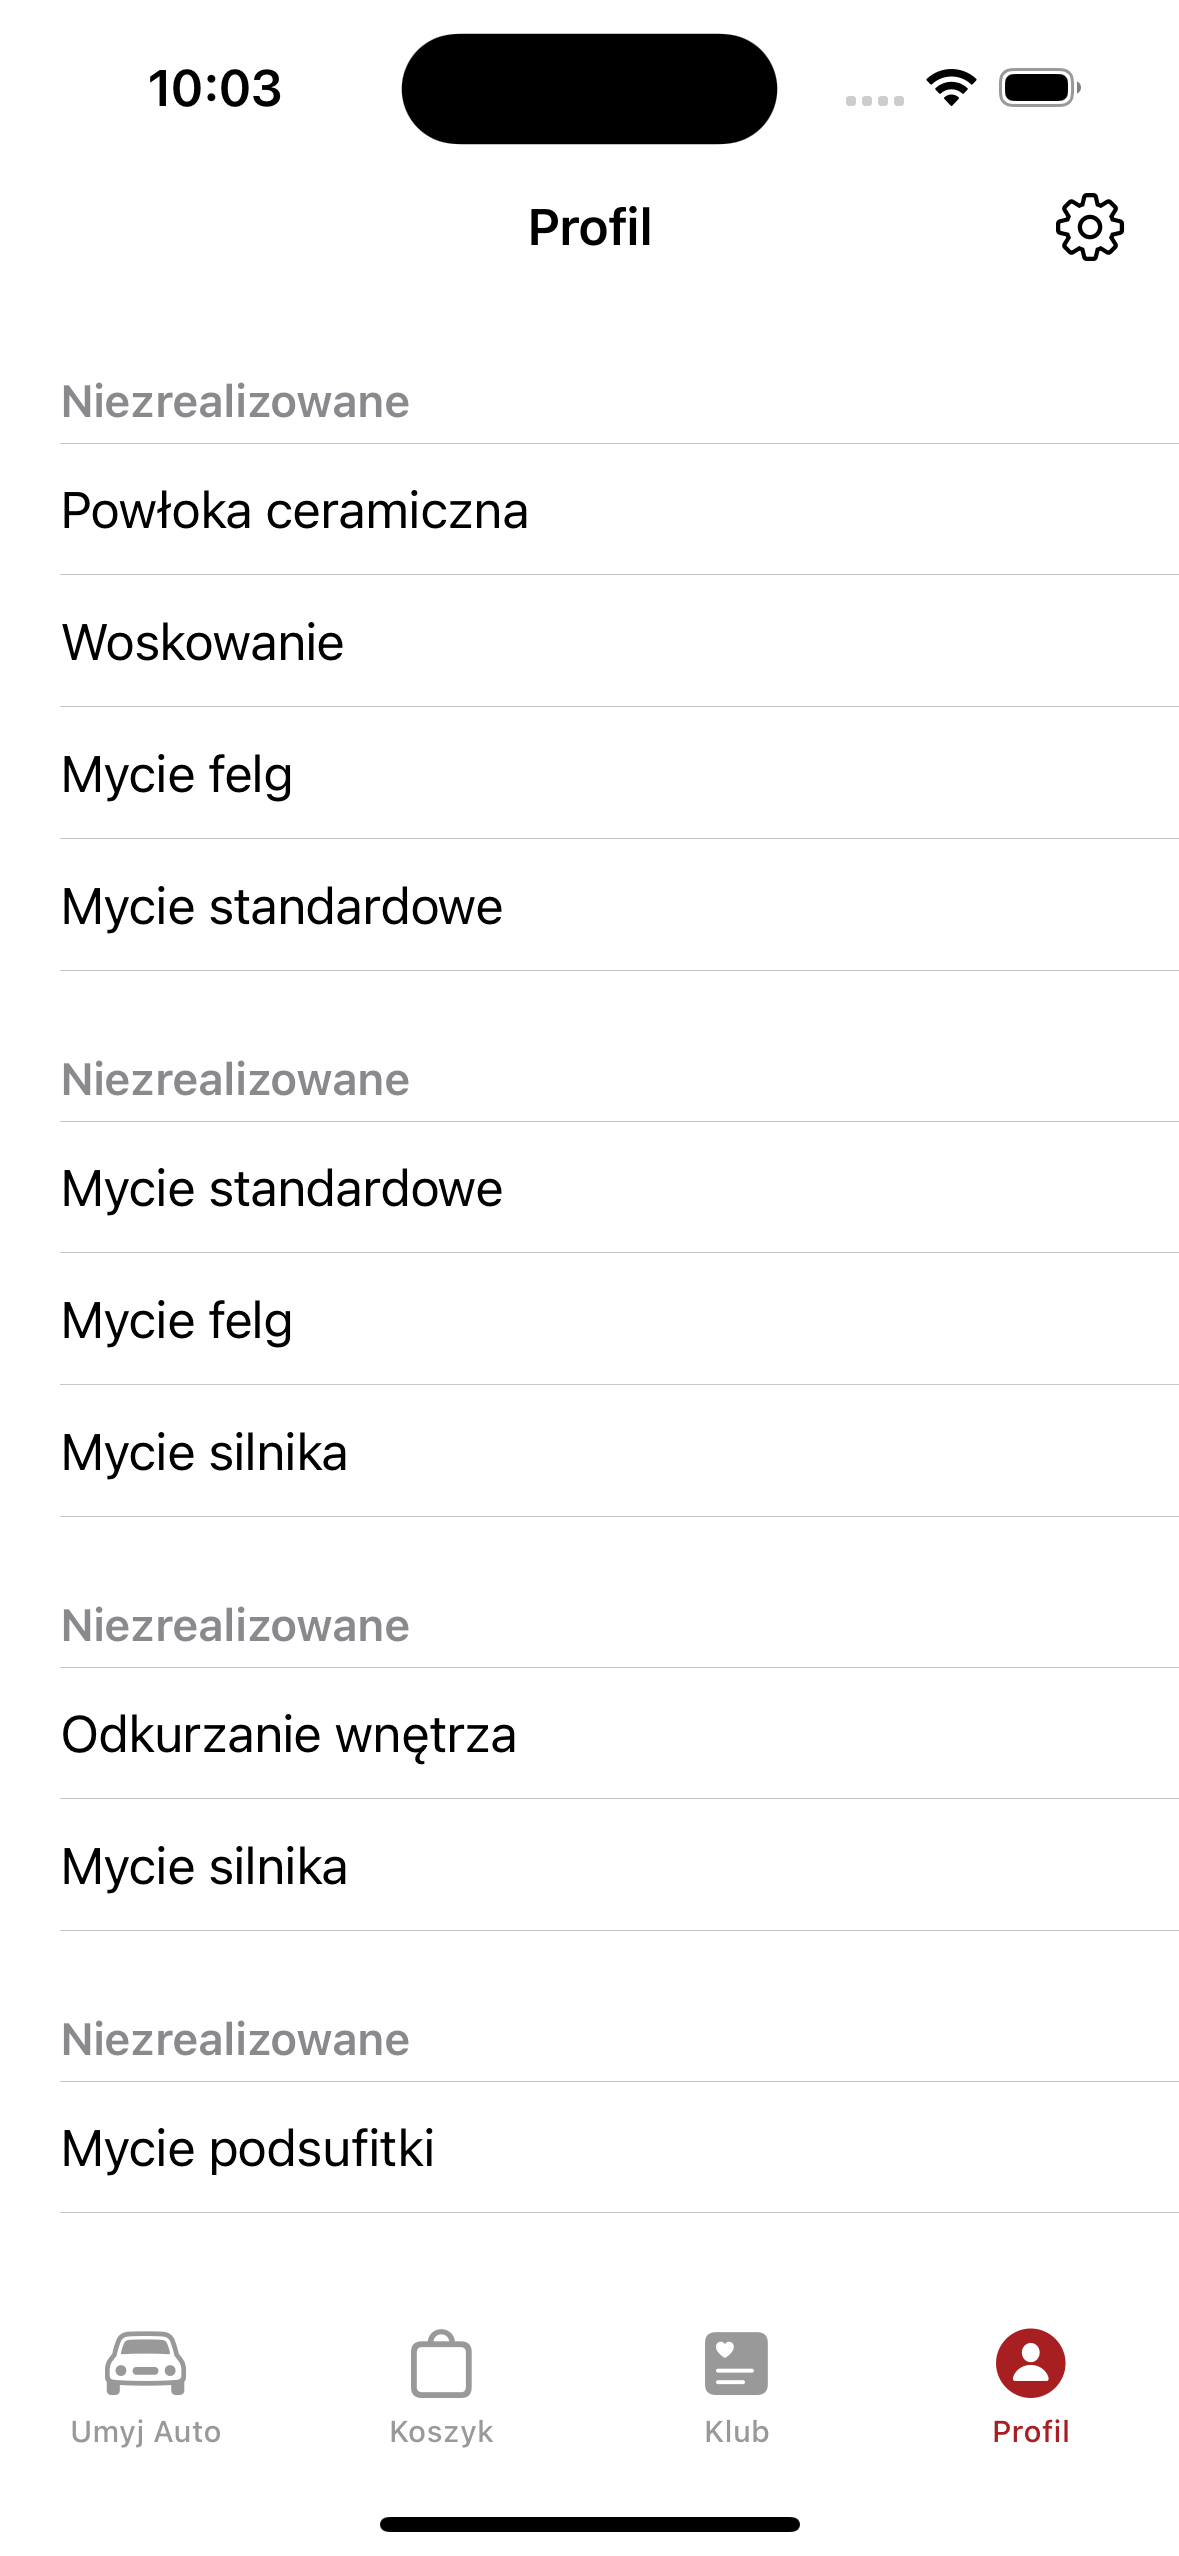 10:03
Profil
Niezrealizowane
Powłoka ceramiczna
Woskowanie
Mycie felg
Mycie standardowe
Niezrealizowane
Mycie standardowe
Mycie felg
Mycie silnika
Niezrealizowane
Odkurzanie wnętrza
Mycie silnika
Niezrealizowane
Mycie podsufitki
Umyj Auto
Koszyk
Klub
Profil